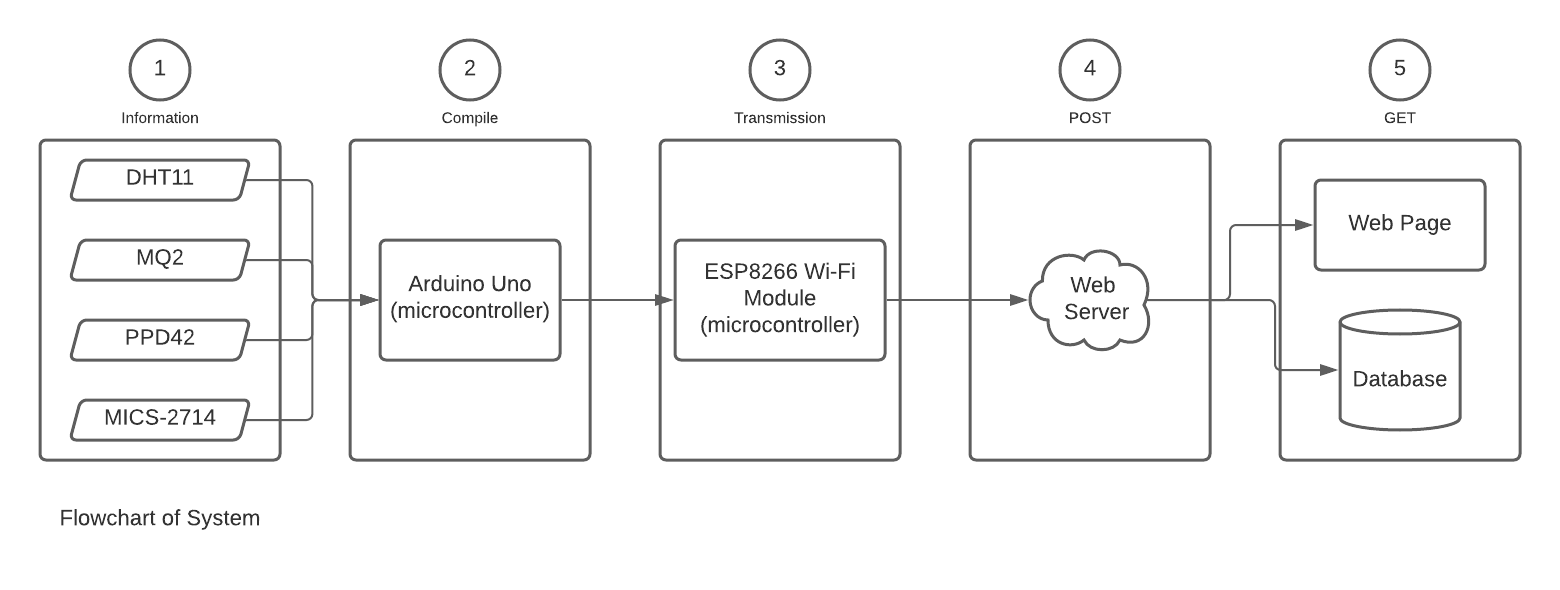 1
Information
DHT11
MQ2
PPD42
MICS-2714
2
Compile
Arduino Uno
(microcontroller)
3
Transmission
ESP8266 Wi-Fi
Module
(microcontroller)
4
POST
Web
Server
5
GET
Web Page
Database
Flowchart of System